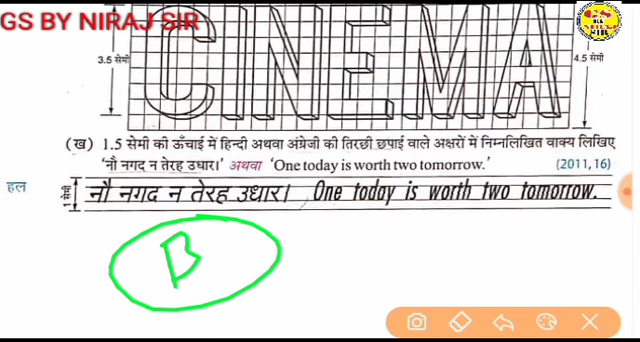 GS BY NIRAJ SIR
CINEMA
3.5 सेमी
4.5 सेमी
(ख) 1.5 सेमी की ऊँचाई में हिन्दी अथवा अंग्रेजी की तिरछी छपाई वाले अक्षरों में निम्नलिखित वाक्य लिखिए
'नौ नगद न तेरह उधार।' अथवा 'One today is worth two tomorrow.' (2011, 16)
हल
नौ नगद न तेरह उधार। One today is worth two tomorrow.
B